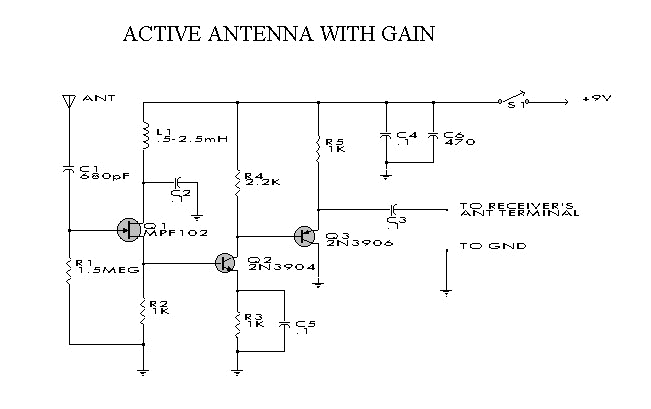 ACTIVE ANTENNA WITH GAIN
ANT
S1
+9V
L1
.5-2.5mH
R5
1K
C4
.1
C6
470
C1
680pF
C2
.1
R4
2.2K
TO RECEIVER'S
ANT TERMINAL
C3
.1
Q1
MPF102
Q3
2N3906
TO GND
R1
1.5MEG
Q2
2N3904
R2
1K
R3
1K
C5
.1